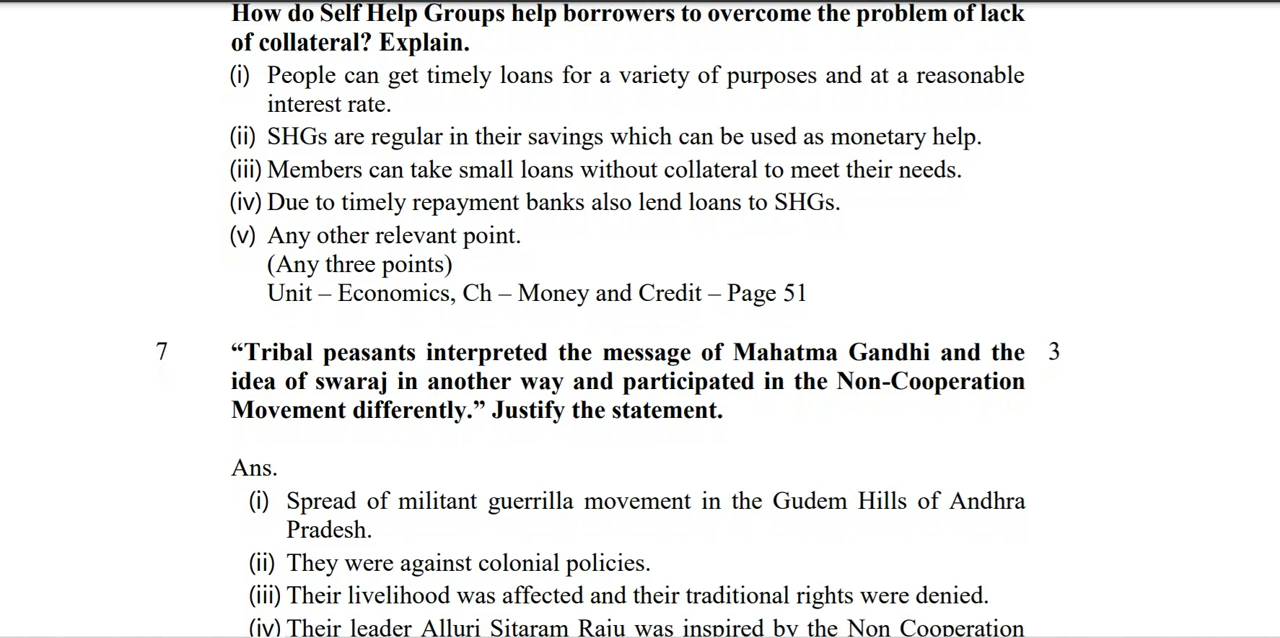 How do Self Help Groups help borrowers to overcome the problem of lack
of collateral? Explain.
(i) People can get timely loans for a variety of purposes and at a reasonable
interest rate.
(ii) SHGs are regular in their savings which can be used as monetary help.
(iii) Members can take small loans without collateral to meet their needs.
(iv) Due to timely repayment banks also lend loans to SHGs.
(v) Any other relevant point.
(Any three points)
Unit – Economics, Ch – Money and Credit – Page 51
7 “Tribal peasants interpreted the message of Mahatma Gandhi and the 3
idea of swaraj in another way and participated in the Non-Cooperation
Movement differently.” Justify the statement.
Ans.
(i) Spread of militant guerrilla movement in the Gudem Hills of Andhra
Pradesh.
(ii) They were against colonial policies.
(iii) Their livelihood was affected and their traditional rights were denied.
(iv) Their leader Alluri Sitaram Raju was inspired by the Non Cooperation